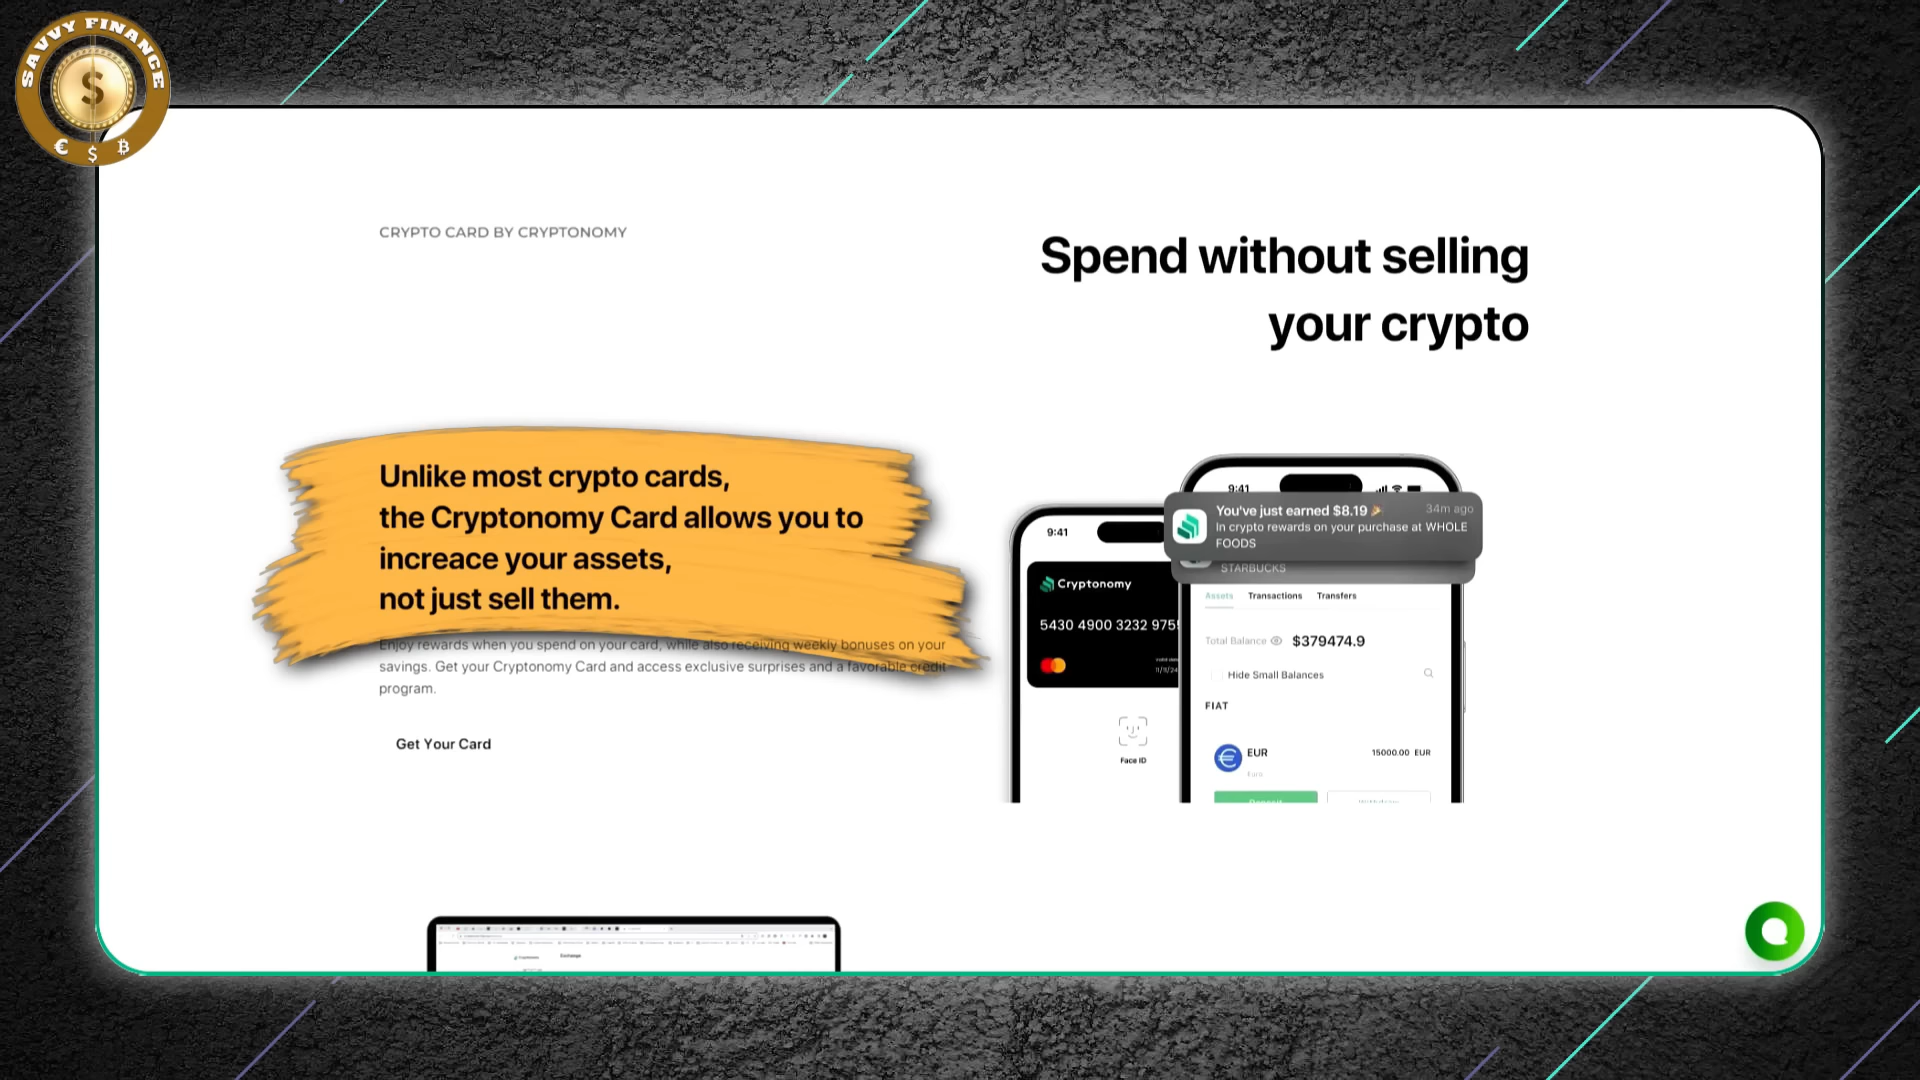 SAVVY FINANCE
$
€ $ ₿
CRYPTO CARD BY CRYPTONOMY
Spend without selling
your crypto
Unlike most crypto cards,
the Cryptonomy Card allows you to
increace your assets,
not just sell them.
Enjoy rewards when you spend on your card, while also receiving weekly bonuses on your
savings. Get your Cryptonomy Card and access exclusive surprises and a favorable credit
program.
Get Your Card
9:41
Cryptonomy
5430 4900 3232 975
Face ID
9:41
You've just earned $8.19 🎉 34m ago
In crypto rewards on your purchase at WHOLE
FOODS
STARBUCKS
Assets Transactions Transfers
Total Balance $379474.9
Hide Small Balances
FIAT
EUR 15000.00 EUR
Euro
Deposit Withdraw
Exchange